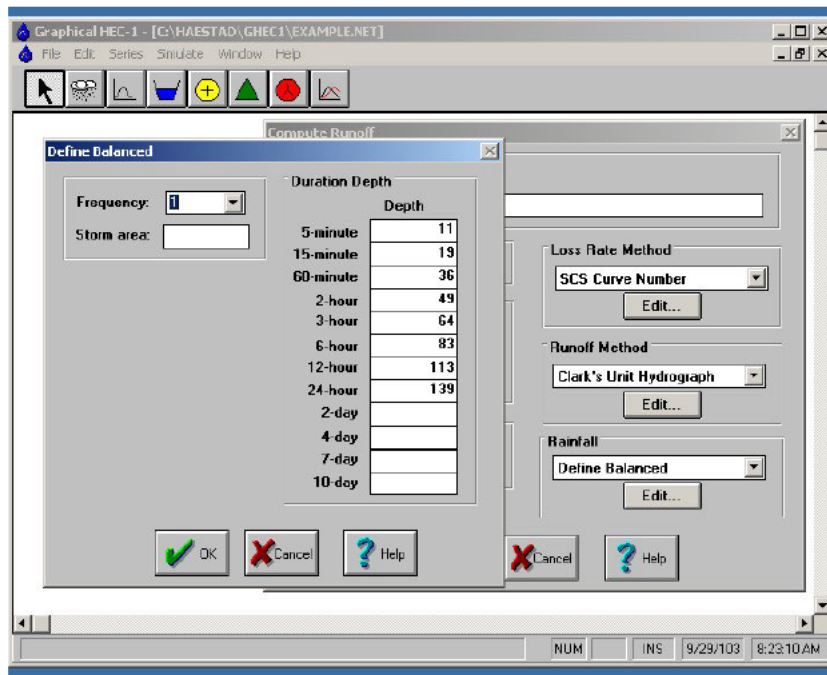 Graphical HEC-1 - [C:\HAESTAD\GHEC1\EXAMPLE.NET]
File Edit Series Simulate Window Help
Compute Runoff
Define Balanced
Frequency: 1
Storm area:
Duration Depth
Depth
5-minute 11
15-minute 19
60-minute 36
2-hour 49
3-hour 64
6-hour 83
12-hour 113
24-hour 139
2-day
4-day
7-day
10-day
OK
Cancel
Help
Loss Rate Method
SCS Curve Number
Edit...
Runoff Method
Clark's Unit Hydrograph
Edit...
Rainfall
Define Balanced
Edit...
Cancel
Help
NUM INS 9/29/103 8:23:10 AM